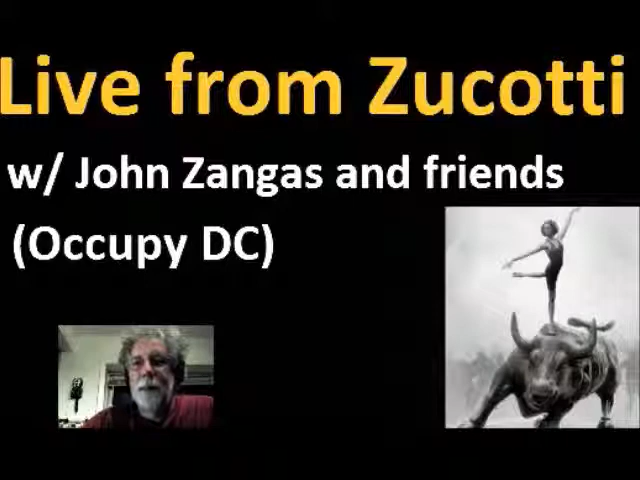 Live from Zucotti
w/ John Zangas and friends
(Occupy DC)